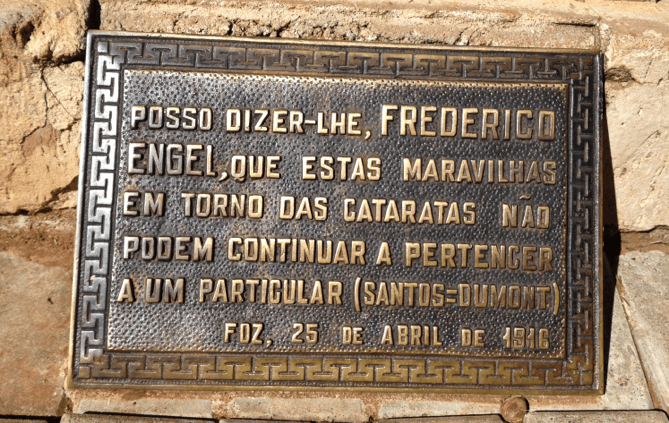 POSSO DIZER-LHE, FREDERICO
ENGEL, QUE ESTAS MARAVILHAS
EM TORNO DAS CATARATAS NÃO
PODEM CONTINUAR A PERTENCER
A UM PARTICULAR (SANTOS=DUMONT)
FOZ, 25 DE ABRIL DE 1916